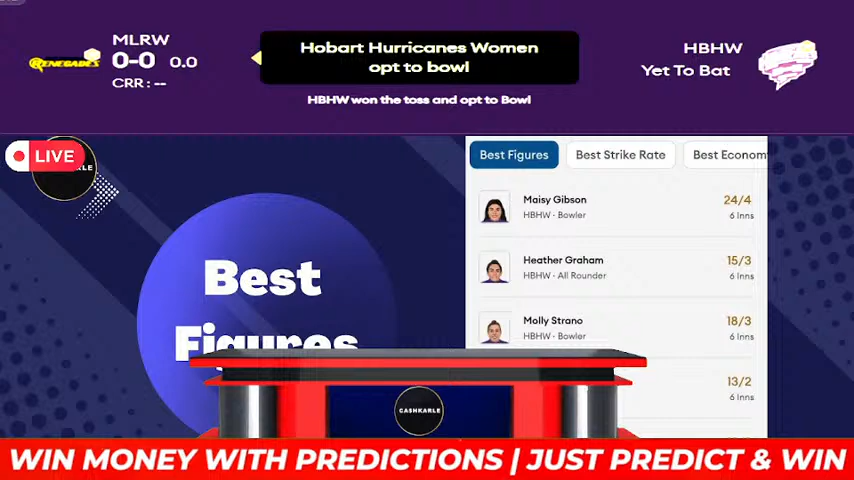 MLRW
RENEGADES
0-0 0.0
CRR : --
Hobart Hurricanes Women
opt to bowl
HBHW won the toss and opt to Bowl
HBHW
Yet To Bat
LIVE
Best Figures
Best Strike Rate
Best Econom
Maisy Gibson
24/4
HBHW · Bowler
6 Inns
Heather Graham
15/3
HBHW · All Rounder
6 Inns
Molly Strano
18/3
HBHW · Bowler
6 Inns
13/2
6 Inns
Best
Figures
CASHKARLE
WIN MONEY WITH PREDICTIONS | JUST PREDICT & WIN